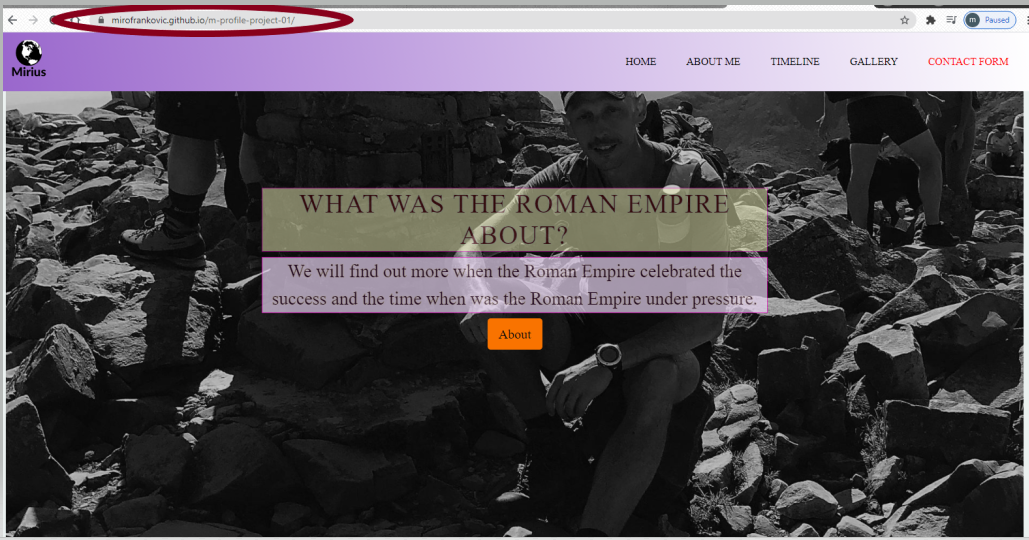 mirofrankovic.github.io/m-profile-project-01/
m Paused
Mirius
HOME ABOUT ME TIMELINE GALLERY CONTACT FORM
WHAT WAS THE ROMAN EMPIRE
ABOUT?
We will find out more when the Roman Empire celebrated the
success and the time when was the Roman Empire under pressure.
About